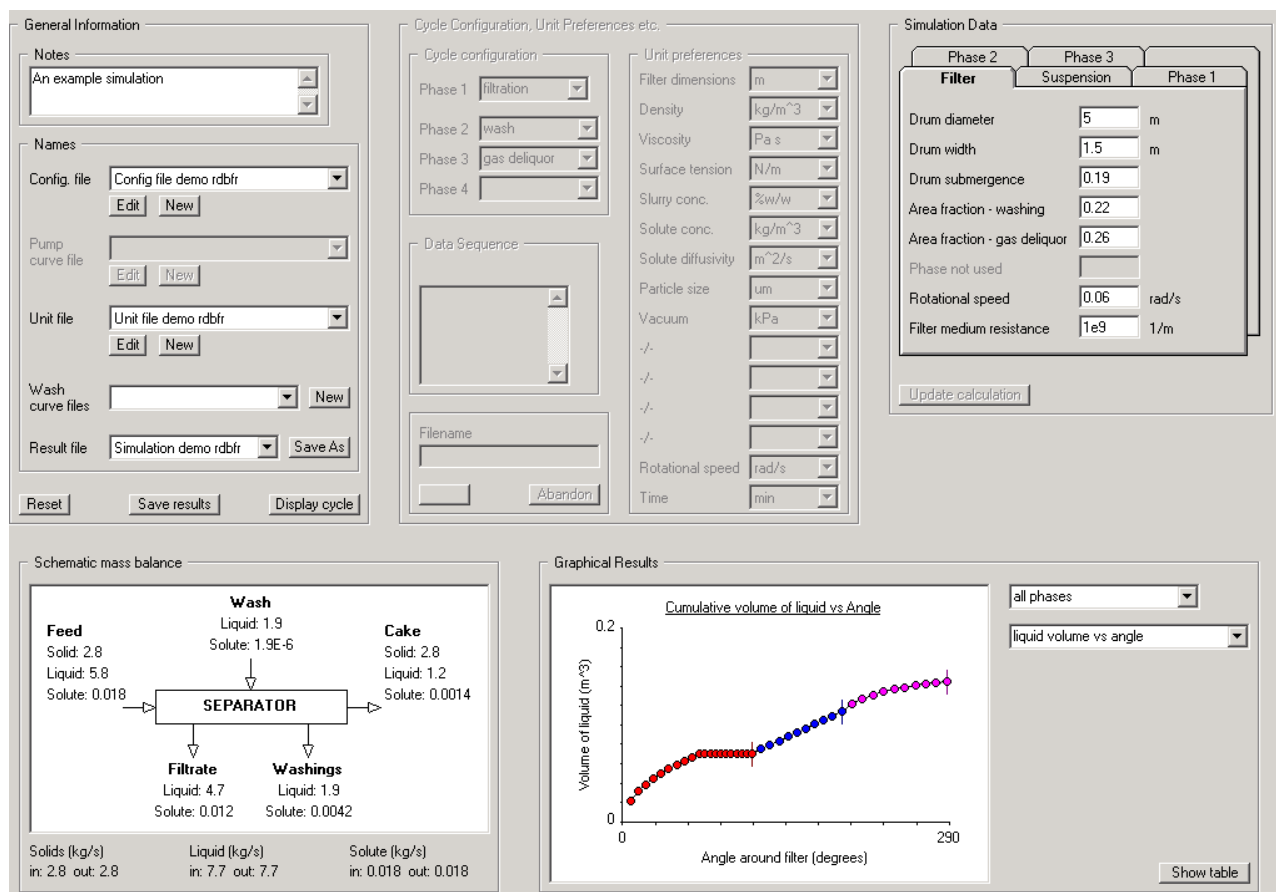 General Information
Notes
An example simulation
Names
Config. file Config file demo rdbfr
Edit New
Pump
curve file
Edit New
Unit file Unit file demo rdbfr
Edit New
Wash
curve files New
Result file Simulation demo rdbfr Save As
Reset Save results Display cycle
Cycle Configuration, Unit Preferences etc.
Cycle configuration
Phase 1 filtration
Phase 2 wash
Phase 3 gas deliquor
Phase 4
Data Sequence
Filename
Abandon
Unit preferences
Filter dimensions m
Density kg/m^3
Viscosity Pa s
Surface tension N/m
Slurry conc. %w/w
Solute conc. kg/m^3
Solute diffusivity m^2/s
Particle size um
Vacuum kPa
-/-
-/-
-/-
-/-
Rotational speed rad/s
Time min
Simulation Data
Phase 2 Phase 3
Filter Suspension Phase 1
Drum diameter 5 m
Drum width 1.5 m
Drum submergence 0.19
Area fraction - washing 0.22
Area fraction - gas deliquor 0.26
Phase not used
Rotational speed 0.06 rad/s
Filter medium resistance 1e9 1/m
Update calculation
Schematic mass balance
Wash
Liquid: 1.9
Solute: 1.9E-6
Feed
Solid: 2.8
Liquid: 5.8
Solute: 0.018
Cake
Solid: 2.8
Liquid: 1.2
Solute: 0.0014
SEPARATOR
Filtrate
Liquid: 4.7
Solute: 0.012
Washings
Liquid: 1.9
Solute: 0.0042
Solids (kg/s) Liquid (kg/s) Solute (kg/s)
in: 2.8 out: 2.8 in: 7.7 out: 7.7 in: 0.018 out: 0.018
Graphical Results
Cumulative volume of liquid vs Angle
0.2
Volume of liquid (m^3)
0
0 290
Angle around filter (degrees)
all phases
liquid volume vs angle
Show table